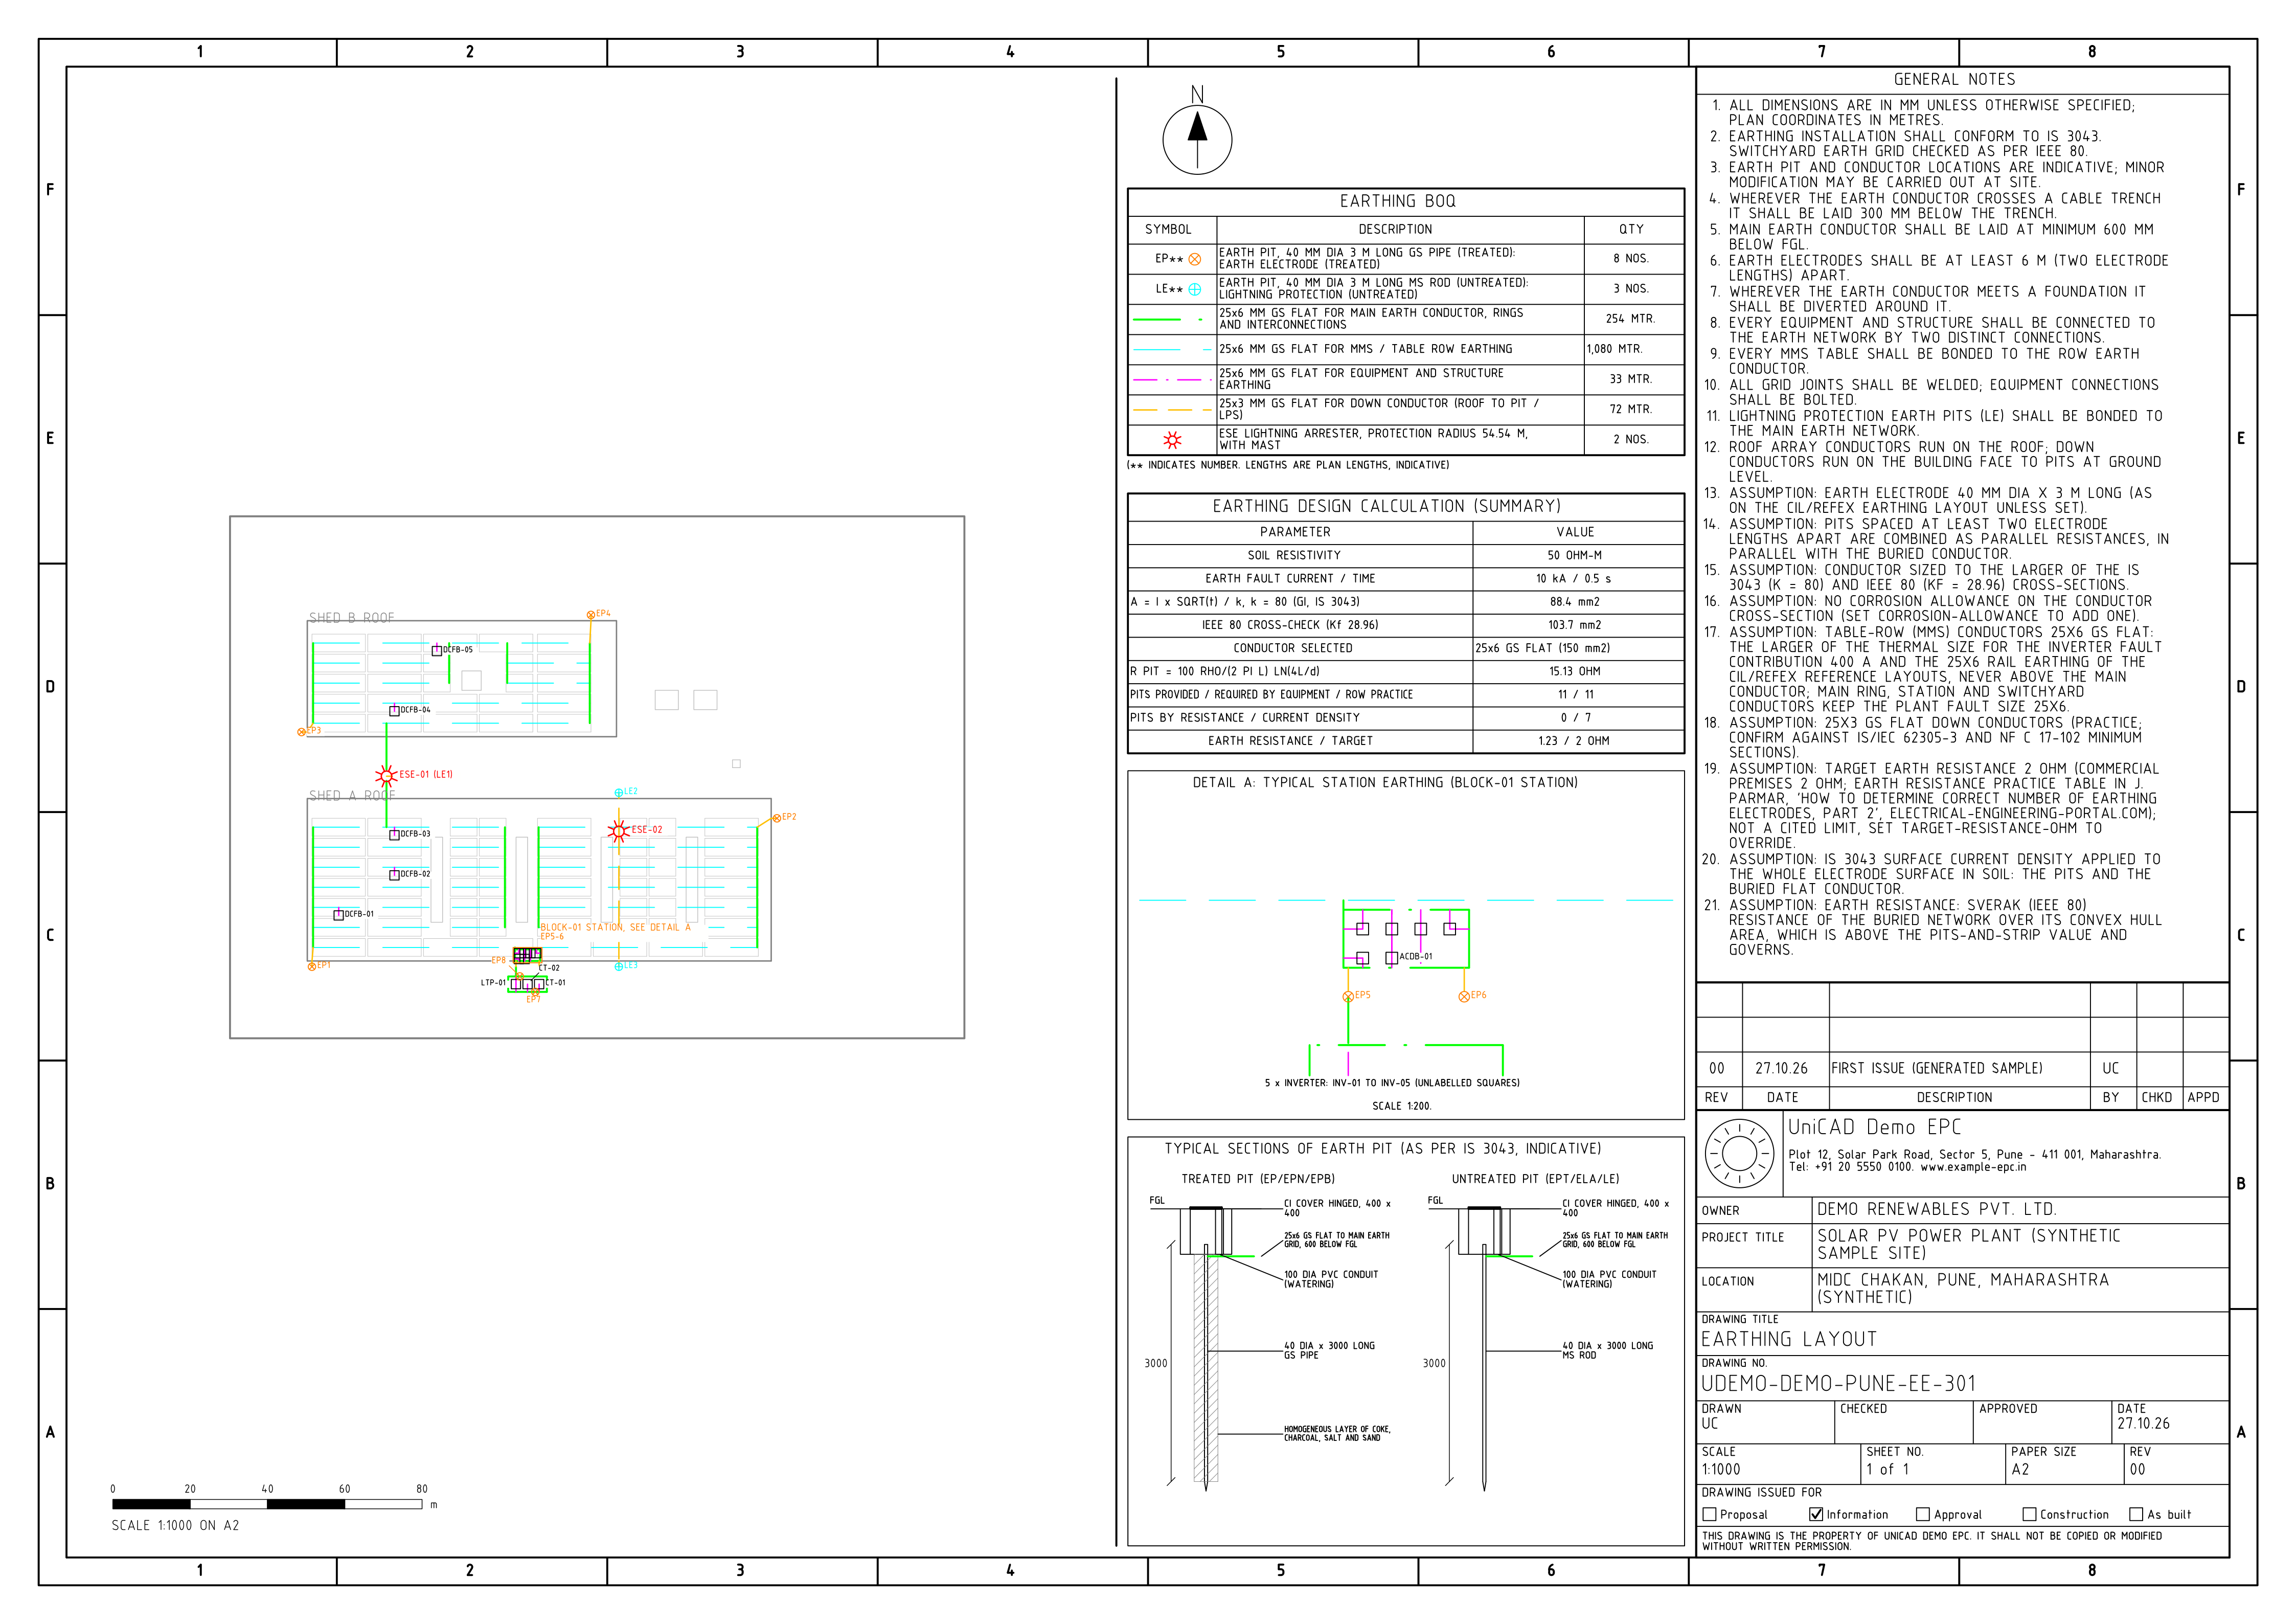 1 2 3 4 5 6 7 8
F
E
D
C
B
A
F
E
D
C
B
A
SHED B ROOF
EP4
DCFB-05
DCFB-04
EP3
ESE-01 (LE1)
SHED A ROOF
LE2
EP2
DCFB-03
ESE-02
DCFB-02
DCFB-01
BLOCK-01 STATION, SEE DETAIL A
EP5-6
EP1
EP8
CT-02
LE3
LTP-01
CT-01
EP7
0 20 40 60 80
m
SCALE 1:1000 ON A2
N
EARTHING BOQ
SYMBOL DESCRIPTION QTY
EP** EARTH PIT, 40 MM DIA 3 M LONG GS PIPE (TREATED): 8 NOS.
EARTH ELECTRODE (TREATED)
LE** EARTH PIT, 40 MM DIA 3 M LONG MS ROD (UNTREATED): 3 NOS.
LIGHTNING PROTECTION (UNTREATED)
25x6 MM GS FLAT FOR MAIN EARTH CONDUCTOR, RINGS 254 MTR.
AND INTERCONNECTIONS
25x6 MM GS FLAT FOR MMS / TABLE ROW EARTHING 1,080 MTR.
25x6 MM GS FLAT FOR EQUIPMENT AND STRUCTURE 33 MTR.
EARTHING
25x3 MM GS FLAT FOR DOWN CONDUCTOR (ROOF TO PIT / 72 MTR.
LPS)
ESE LIGHTNING ARRESTER, PROTECTION RADIUS 54.54 M, 2 NOS.
WITH MAST
(** INDICATES NUMBER. LENGTHS ARE PLAN LENGTHS, INDICATIVE)
EARTHING DESIGN CALCULATION (SUMMARY)
PARAMETER VALUE
SOIL RESISTIVITY 50 OHM-M
EARTH FAULT CURRENT / TIME 10 kA / 0.5 s
A = I x SQRT(t) / k, k = 80 (GI, IS 3043) 88.4 mm2
IEEE 80 CROSS-CHECK (Kf 28.96) 103.7 mm2
CONDUCTOR SELECTED 25x6 GS FLAT (150 mm2)
R PIT = 100 RHO/(2 PI L) LN(4L/d) 15.13 OHM
PITS PROVIDED / REQUIRED BY EQUIPMENT / ROW PRACTICE 11 / 11
PITS BY RESISTANCE / CURRENT DENSITY 0 / 7
EARTH RESISTANCE / TARGET 1.23 / 2 OHM
DETAIL A: TYPICAL STATION EARTHING (BLOCK-01 STATION)
ACDB-01
EP5 EP6
5 x INVERTER: INV-01 TO INV-05 (UNLABELLED SQUARES)
SCALE 1:200.
TYPICAL SECTIONS OF EARTH PIT (AS PER IS 3043, INDICATIVE)
TREATED PIT (EP/EPN/EPB)
FGL
CI COVER HINGED, 400 x
400
25x6 GS FLAT TO MAIN EARTH
GRID, 600 BELOW FGL
100 DIA PVC CONDUIT
(WATERING)
40 DIA x 3000 LONG
GS PIPE
3000
HOMOGENEOUS LAYER OF COKE,
CHARCOAL, SALT AND SAND
UNTREATED PIT (EPT/ELA/LE)
FGL
CI COVER HINGED, 400 x
400
25x6 GS FLAT TO MAIN EARTH
GRID, 600 BELOW FGL
100 DIA PVC CONDUIT
(WATERING)
40 DIA x 3000 LONG
MS ROD
3000
GENERAL NOTES
1. ALL DIMENSIONS ARE IN MM UNLESS OTHERWISE SPECIFIED;
PLAN COORDINATES IN METRES.
2. EARTHING INSTALLATION SHALL CONFORM TO IS 3043.
SWITCHYARD EARTH GRID CHECKED AS PER IEEE 80.
3. EARTH PIT AND CONDUCTOR LOCATIONS ARE INDICATIVE; MINOR
MODIFICATION MAY BE CARRIED OUT AT SITE.
4. WHEREVER THE EARTH CONDUCTOR CROSSES A CABLE TRENCH
IT SHALL BE LAID 300 MM BELOW THE TRENCH.
5. MAIN EARTH CONDUCTOR SHALL BE LAID AT MINIMUM 600 MM
BELOW FGL.
6. EARTH ELECTRODES SHALL BE AT LEAST 6 M (TWO ELECTRODE
LENGTHS) APART.
7. WHEREVER THE EARTH CONDUCTOR MEETS A FOUNDATION IT
SHALL BE DIVERTED AROUND IT.
8. EVERY EQUIPMENT AND STRUCTURE SHALL BE CONNECTED TO
THE EARTH NETWORK BY TWO DISTINCT CONNECTIONS.
9. EVERY MMS TABLE SHALL BE BONDED TO THE ROW EARTH
CONDUCTOR.
10. ALL GRID JOINTS SHALL BE WELDED; EQUIPMENT CONNECTIONS
SHALL BE BOLTED.
11. LIGHTNING PROTECTION EARTH PITS (LE) SHALL BE BONDED TO
THE MAIN EARTH NETWORK.
12. ROOF ARRAY CONDUCTORS RUN ON THE ROOF; DOWN
CONDUCTORS RUN ON THE BUILDING FACE TO PITS AT GROUND
LEVEL.
13. ASSUMPTION: EARTH ELECTRODE 40 MM DIA X 3 M LONG (AS
ON THE CIL/REFEX EARTHING LAYOUT UNLESS SET).
14. ASSUMPTION: PITS SPACED AT LEAST TWO ELECTRODE
LENGTHS APART ARE COMBINED AS PARALLEL RESISTANCES, IN
PARALLEL WITH THE BURIED CONDUCTOR.
15. ASSUMPTION: CONDUCTOR SIZED TO THE LARGER OF THE IS
3043 (K = 80) AND IEEE 80 (KF = 28.96) CROSS-SECTIONS.
16. ASSUMPTION: NO CORROSION ALLOWANCE ON THE CONDUCTOR
CROSS-SECTION (SET CORROSION-ALLOWANCE TO ADD ONE).
17. ASSUMPTION: TABLE-ROW (MMS) CONDUCTORS 25X6 GS FLAT:
THE LARGER OF THE THERMAL SIZE FOR THE INVERTER FAULT
CONTRIBUTION 400 A AND THE 25X6 RAIL EARTHING OF THE
CIL/REFEX REFERENCE LAYOUTS, NEVER ABOVE THE MAIN
CONDUCTOR; MAIN RING, STATION AND SWITCHYARD
CONDUCTORS KEEP THE PLANT FAULT SIZE 25X6.
18. ASSUMPTION: 25X3 GS FLAT DOWN CONDUCTORS (PRACTICE;
CONFIRM AGAINST IS/IEC 62305-3 AND NF C 17-102 MINIMUM
SECTIONS).
19. ASSUMPTION: TARGET EARTH RESISTANCE 2 OHM (COMMERCIAL
PREMISES 2 OHM; EARTH RESISTANCE PRACTICE TABLE IN J.
PARMAR, 'HOW TO DETERMINE CORRECT NUMBER OF EARTHING
ELECTRODES, PART 2', ELECTRICAL-ENGINEERING-PORTAL.COM);
NOT A CITED LIMIT, SET TARGET-RESISTANCE-OHM TO
OVERRIDE.
20. ASSUMPTION: IS 3043 SURFACE CURRENT DENSITY APPLIED TO
THE WHOLE ELECTRODE SURFACE IN SOIL: THE PITS AND THE
BURIED FLAT CONDUCTOR.
21. ASSUMPTION: EARTH RESISTANCE: SVERAK (IEEE 80)
RESISTANCE OF THE BURIED NETWORK OVER ITS CONVEX HULL
AREA, WHICH IS ABOVE THE PITS-AND-STRIP VALUE AND
GOVERNS.
00 27.10.26 FIRST ISSUE (GENERATED SAMPLE) UC
REV DATE DESCRIPTION BY CHKD APPD
UniCAD Demo EPC
Plot 12, Solar Park Road, Sector 5, Pune - 411 001, Maharashtra.
Tel: +91 20 5550 0100. www.example-epc.in
OWNER DEMO RENEWABLES PVT. LTD.
PROJECT TITLE SOLAR PV POWER PLANT (SYNTHETIC
SAMPLE SITE)
LOCATION MIDC CHAKAN, PUNE, MAHARASHTRA
(SYNTHETIC)
DRAWING TITLE
EARTHING LAYOUT
DRAWING NO.
UDEMO-DEMO-PUNE-EE-301
DRAWN CHECKED APPROVED DATE
UC 27.10.26
SCALE SHEET NO. PAPER SIZE REV
1:1000 1 of 1 A2 00
DRAWING ISSUED FOR
Proposal Information Approval Construction As built
THIS DRAWING IS THE PROPERTY OF UNICAD DEMO EPC. IT SHALL NOT BE COPIED OR MODIFIED
WITHOUT WRITTEN PERMISSION.
1 2 3 4 5 6 7 8